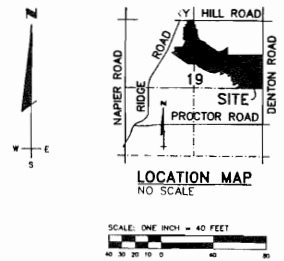 N
W E
S
KY HILL ROAD
NAPIER ROAD
RIDGE ROAD
DENTON ROAD
19
SITE
N
PROCTOR ROAD
LOCATION MAP
NO SCALE
SCALE: ONE INCH = 40 FEET
40 30 20 10 0 40 80